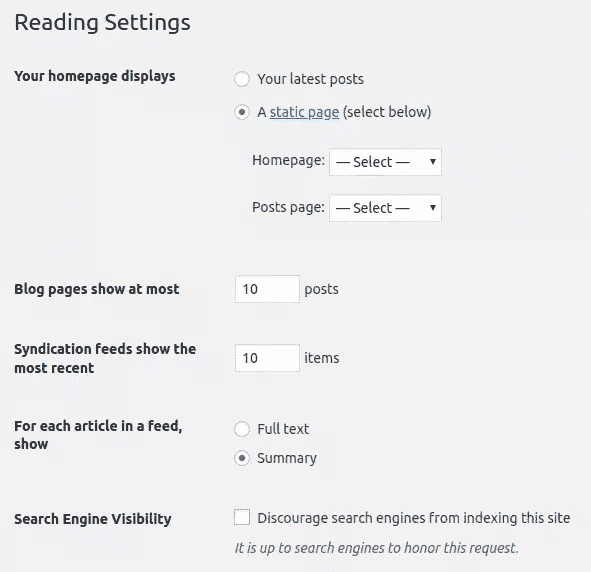 Reading Settings
Your homepage displays
Your latest posts
A static page (select below)
Homepage: — Select —
Posts page: — Select —
Blog pages show at most 10 posts
Syndication feeds show the
most recent
10 items
For each article in a feed,
show
Full text
Summary
Search Engine Visibility
Discourage search engines from indexing this site
It is up to search engines to honor this request.